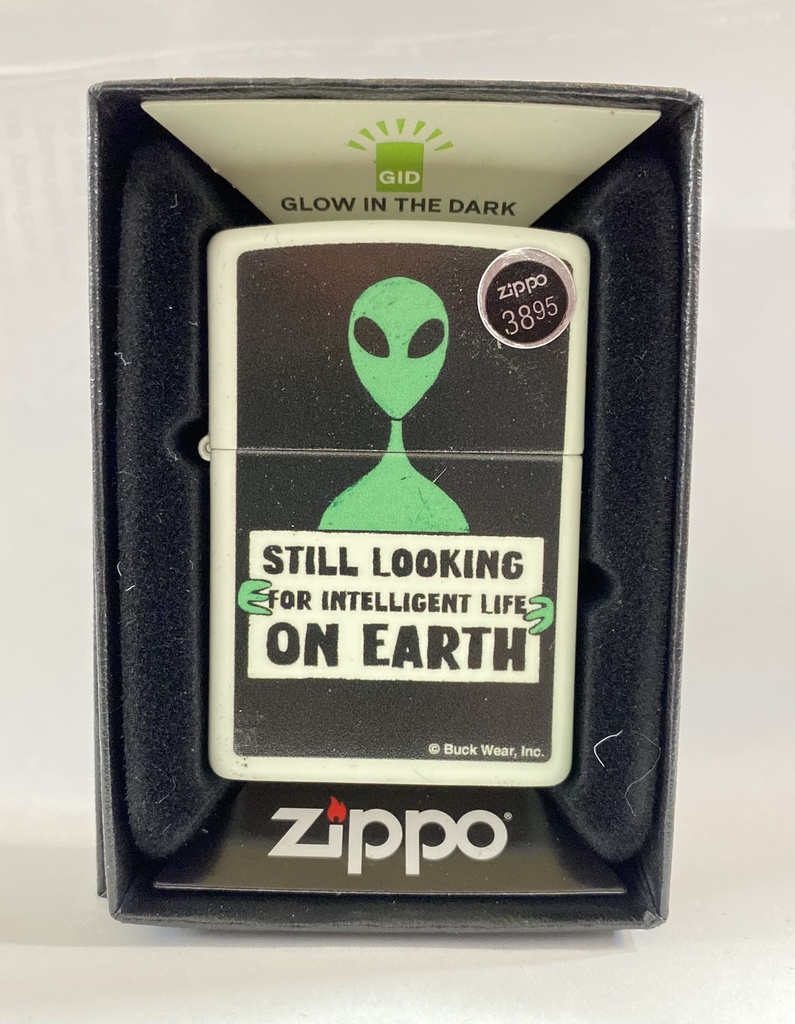 GID
GLOW IN THE DARK
zippo
3895
STILL LOOKING
FOR INTELLIGENT LIFE
ON EARTH
© Buck Wear, Inc.
zippo®